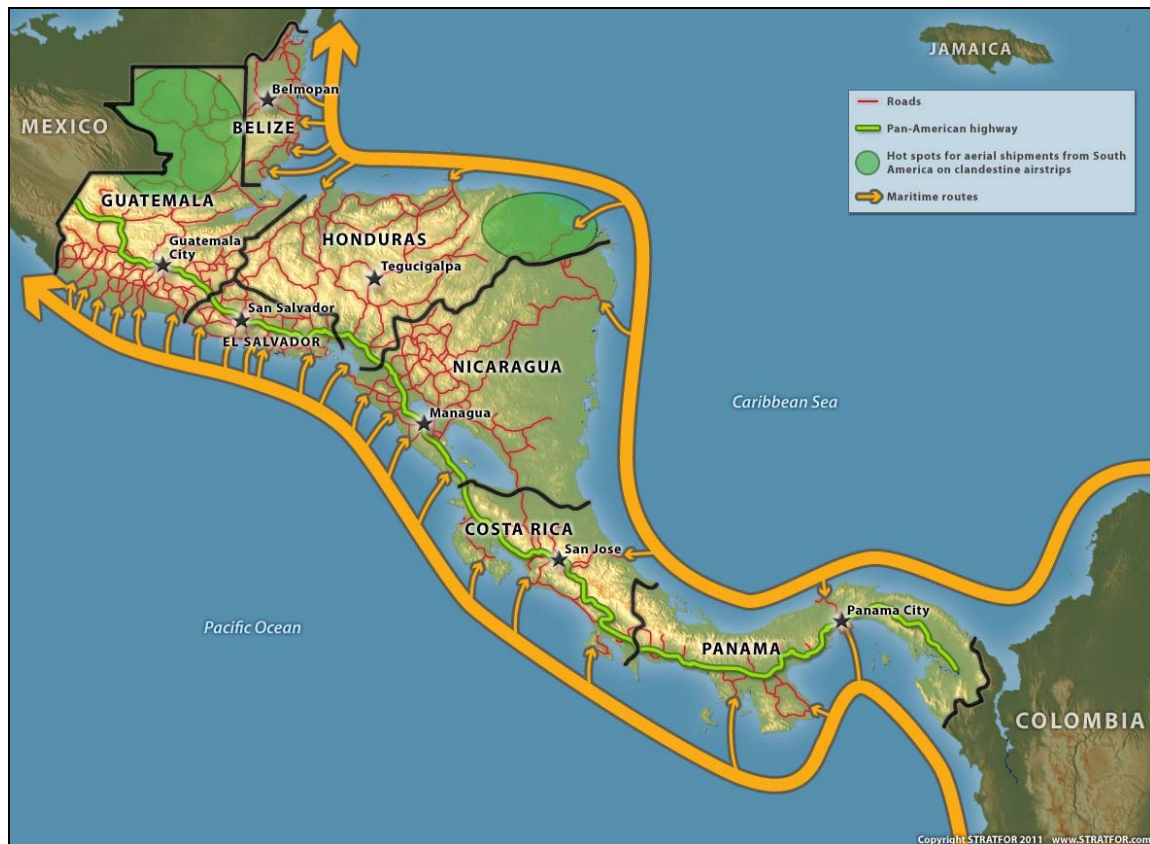 JAMAICA
Roads
Pan-American highway
Hot spots for aerial shipments from South
America on clandestine airstrips
Maritime routes
MEXICO
Belmopan
BELIZE
GUATEMALA
Guatemala
City
HONDURAS
Tegucigalpa
San Salvador
EL SALVADOR
NICARAGUA
Managua
Caribbean Sea
COSTA RICA
San Jose
Pacific Ocean
Panama City
PANAMA
COLOMBIA
Copyright STRATFOR 2011 www.STRATFOR.com